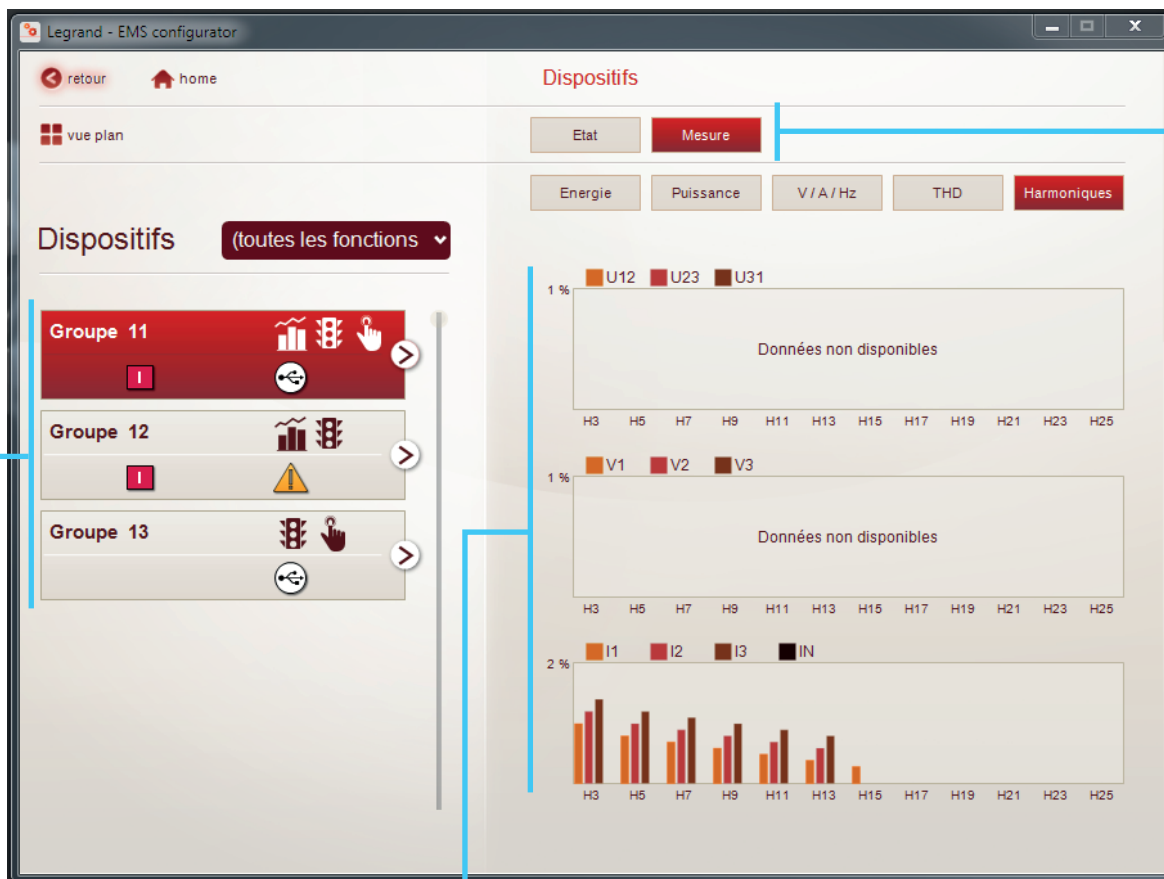 Legrand - EMS configurator
retour home
Dispositifs
vue plan
Etat Mesure
Energie Puissance V / A / Hz THD Harmoniques
Dispositifs (toutes les fonctions
Groupe 11
I
Groupe 12
I
Groupe 13
U12 U23 U31
1 %
Données non disponibles
H3 H5 H7 H9 H11 H13 H15 H17 H19 H21 H23 H25
V1 V2 V3
1 %
Données non disponibles
H3 H5 H7 H9 H11 H13 H15 H17 H19 H21 H23 H25
I1 I2 I3 IN
2 %
H3 H5 H7 H9 H11 H13 H15 H17 H19 H21 H23 H25